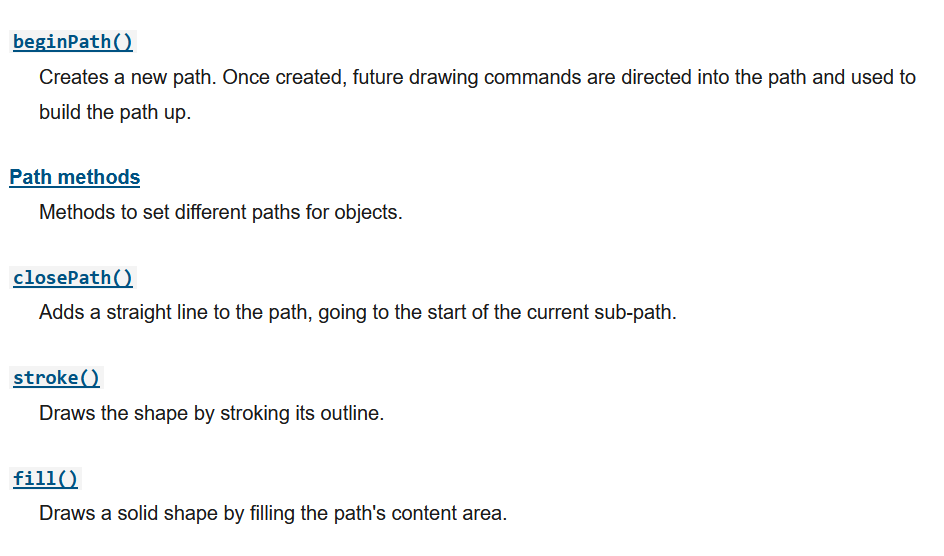 beginPath()
Creates a new path. Once created, future drawing commands are directed into the path and used to
build the path up.
Path methods
Methods to set different paths for objects.
closePath()
Adds a straight line to the path, going to the start of the current sub-path.
stroke()
Draws the shape by stroking its outline.
fill()
Draws a solid shape by filling the path's content area.